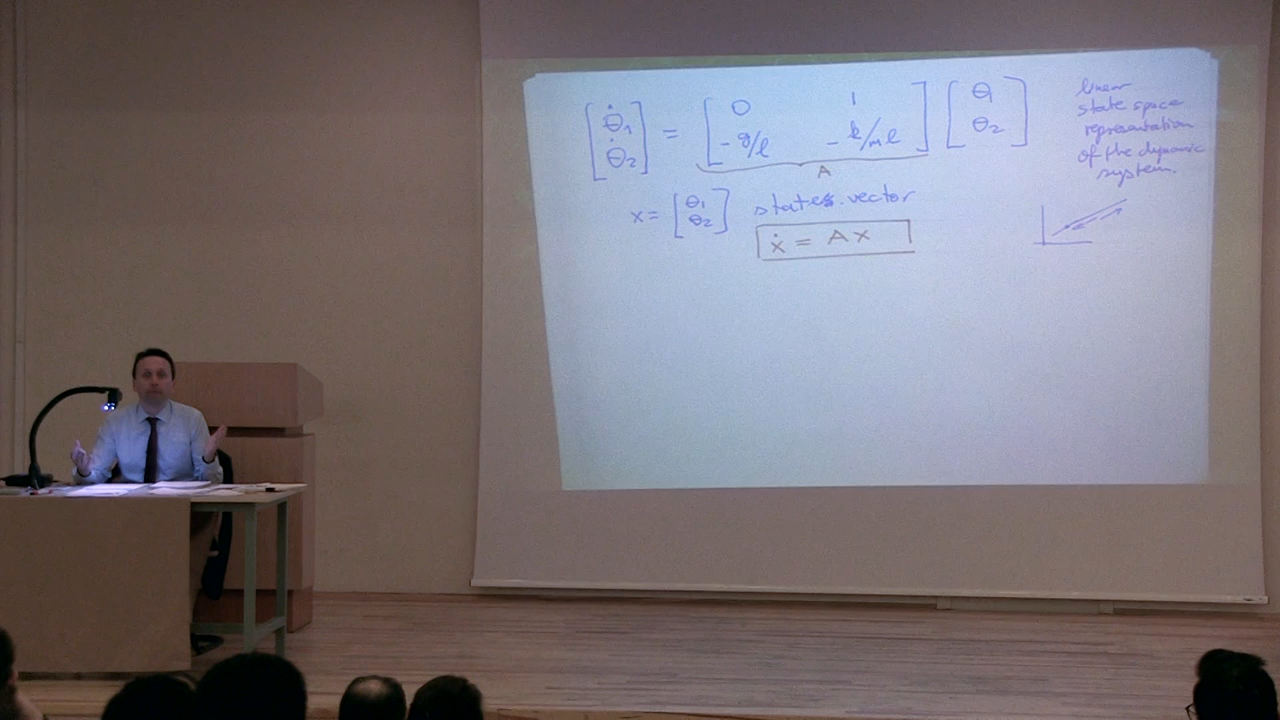 [θ̇₁ θ̇₂] = [0 1 -g/l -k/ml] [θ₁ θ₂]
A
x = [θ₁ θ₂] states vector
ẋ = Ax
linear
state space
representation
of the dynamic
system.